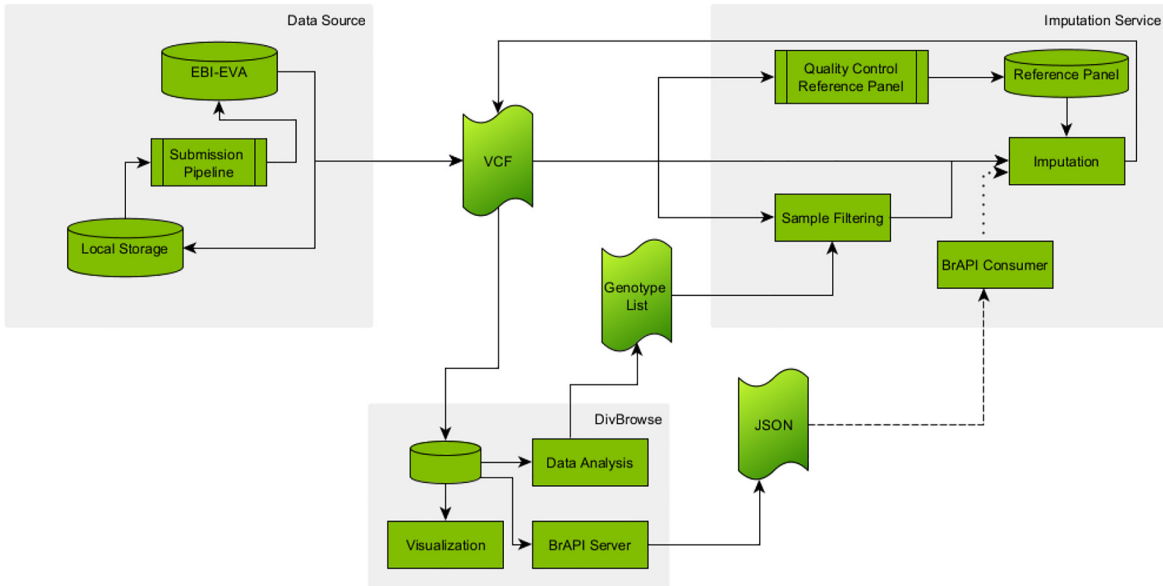 Data Source
EBI-EVA
Submission
Pipeline
Local Storage
VCF
Imputation Service
Quality Control
Reference Panel
Reference Panel
Imputation
Sample Filtering
BrAPI Consumer
Genotype
List
JSON
DivBrowse
Data Analysis
Visualization
BrAPI Server